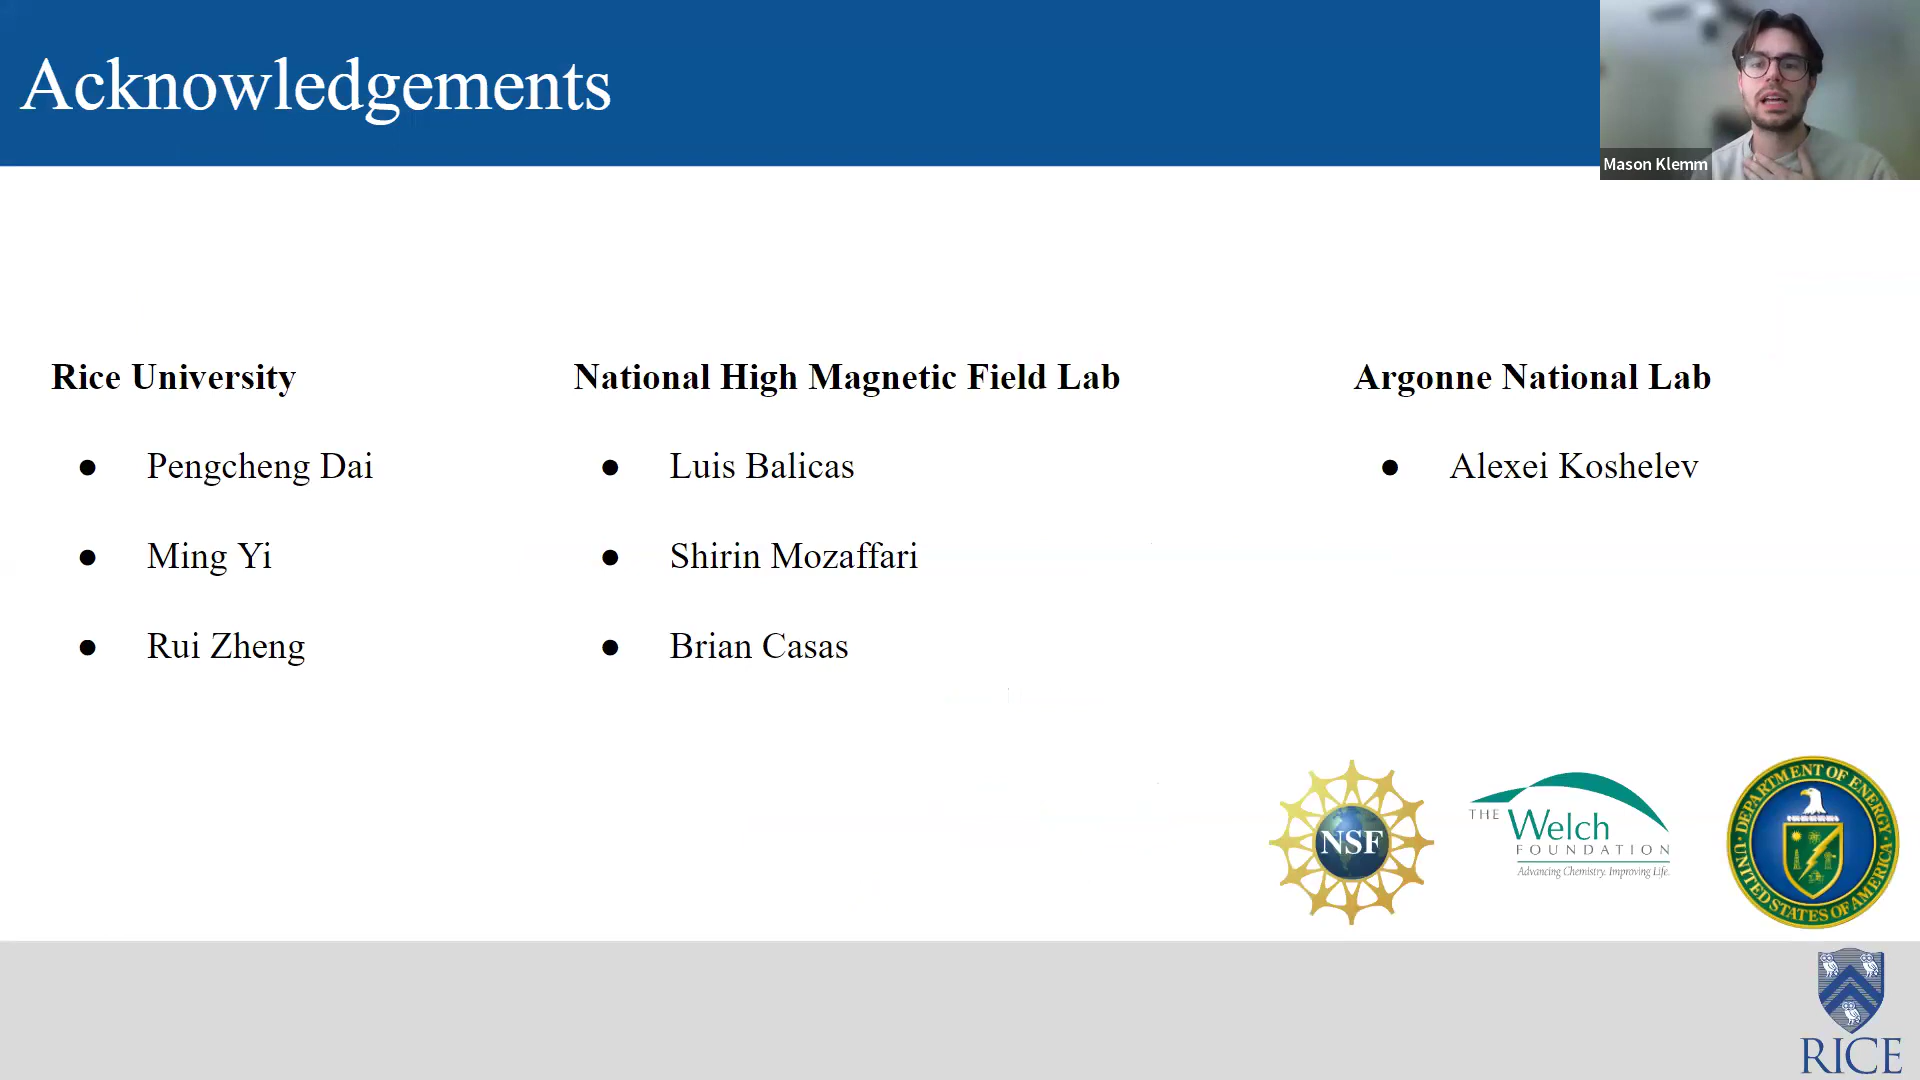 Acknowledgements
Mason Klemm
Rice University
● Pengcheng Dai
● Ming Yi
● Rui Zheng
National High Magnetic Field Lab
● Luis Balicas
● Shirin Mozaffari
● Brian Casas
Argonne National Lab
● Alexei Koshelev
NSF
THE Welch
FOUNDATION
Advancing Chemistry. Improving Life.
DEPARTMENT OF ENERGY
UNITED STATES OF AMERICA
RICE